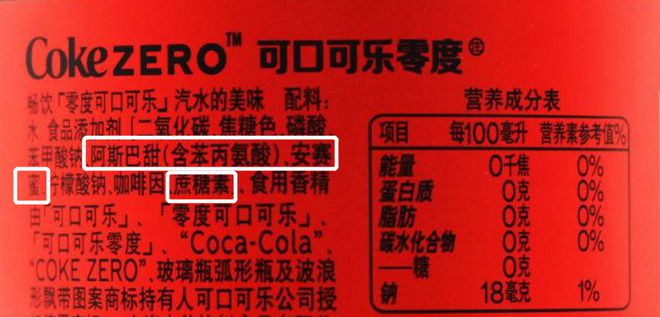 Coke ZERO™ 可口可乐零度㊟
畅饮「零度可口可乐」汽水的美味 配料:
水 食品添加剂「二氧化碳、焦糖色、磷酸
苯甲酸钠、阿斯巴甜(含苯丙氨酸)、安赛
蜜、柠檬酸钠、咖啡因、蔗糖素、食用香精
由「可口可乐」、「零度可口可乐」、
「可口可乐零度」、“Coca-Cola”、
“COKE ZERO”、玻璃瓶弧形瓶及波浪
形飘带图案商标持有人可口可乐公司授
营养成分表
项目 每100毫升 营养素参考值%
能量 0千焦 0%
蛋白质 0克 0%
脂肪 0克 0%
碳水化合物 0克 0%
——糖 0克
钠 18毫克 1%